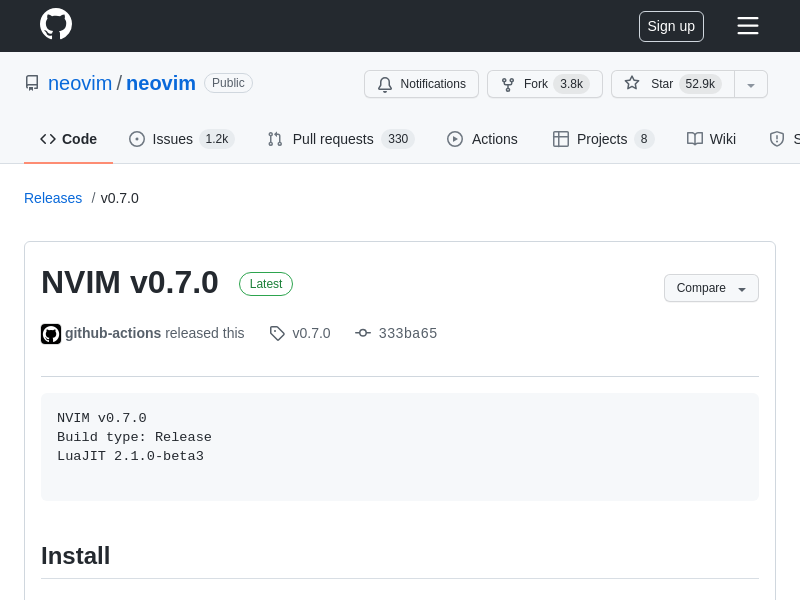 Sign up
neovim / neovim Public Notifications Fork 3.8k Star 52.9k
Code Issues 1.2k Pull requests 330 Actions Projects 8 Wiki S
Releases / v0.7.0
NVIM v0.7.0 Latest Compare
github-actions released this v0.7.0 333ba65
NVIM v0.7.0
Build type: Release
LuaJIT 2.1.0-beta3
Install